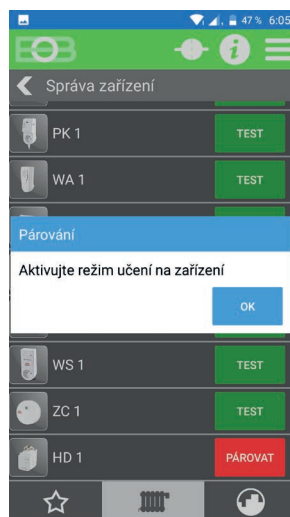 47 % 6:05
EOB
Správa zařízení
PK 1 TEST
WA 1 TEST
Párování
Aktivujte režim učení na zařízení
OK
WS 1 TEST
ZC 1 TEST
HD 1 PÁROVAT